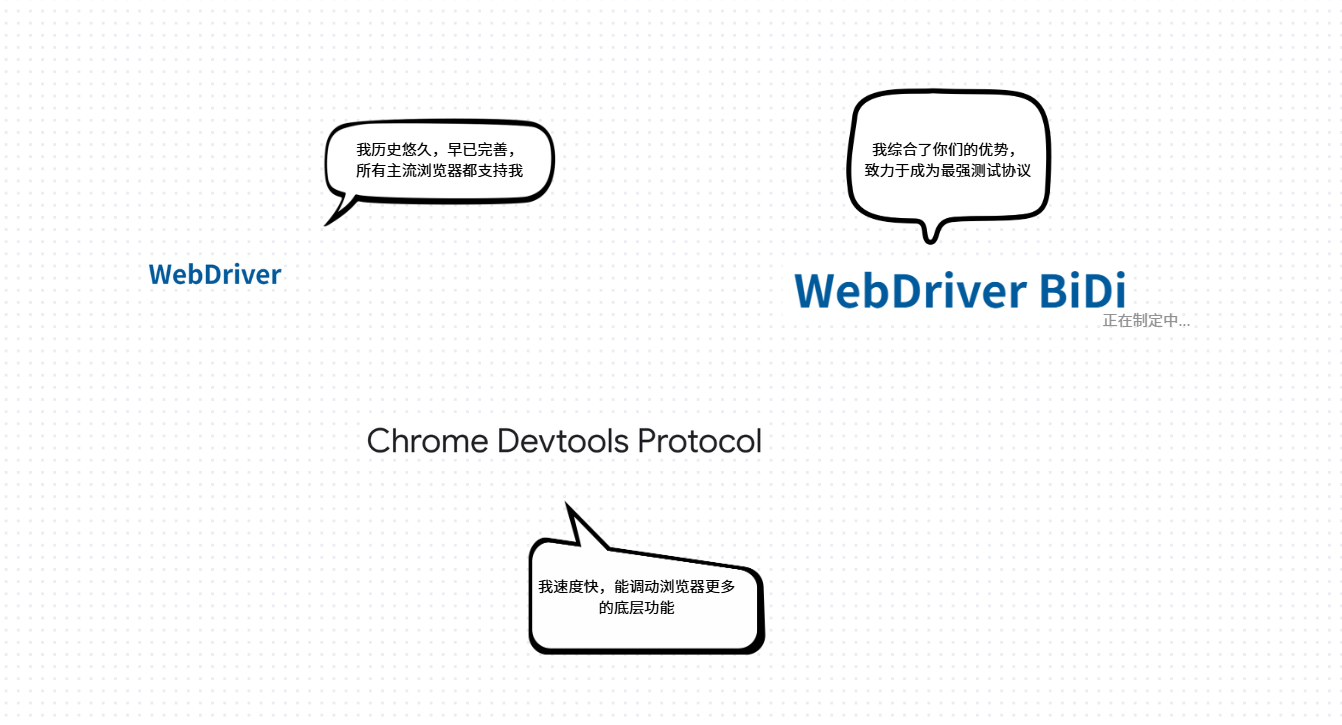 我历史悠久，早已完善，
所有主流浏览器都支持我
WebDriver
我综合了你们的优势，
致力于成为最强测试协议
WebDriver BiDi
正在制定中...
Chrome Devtools Protocol
我速度快，能调动浏览器更多
的底层功能